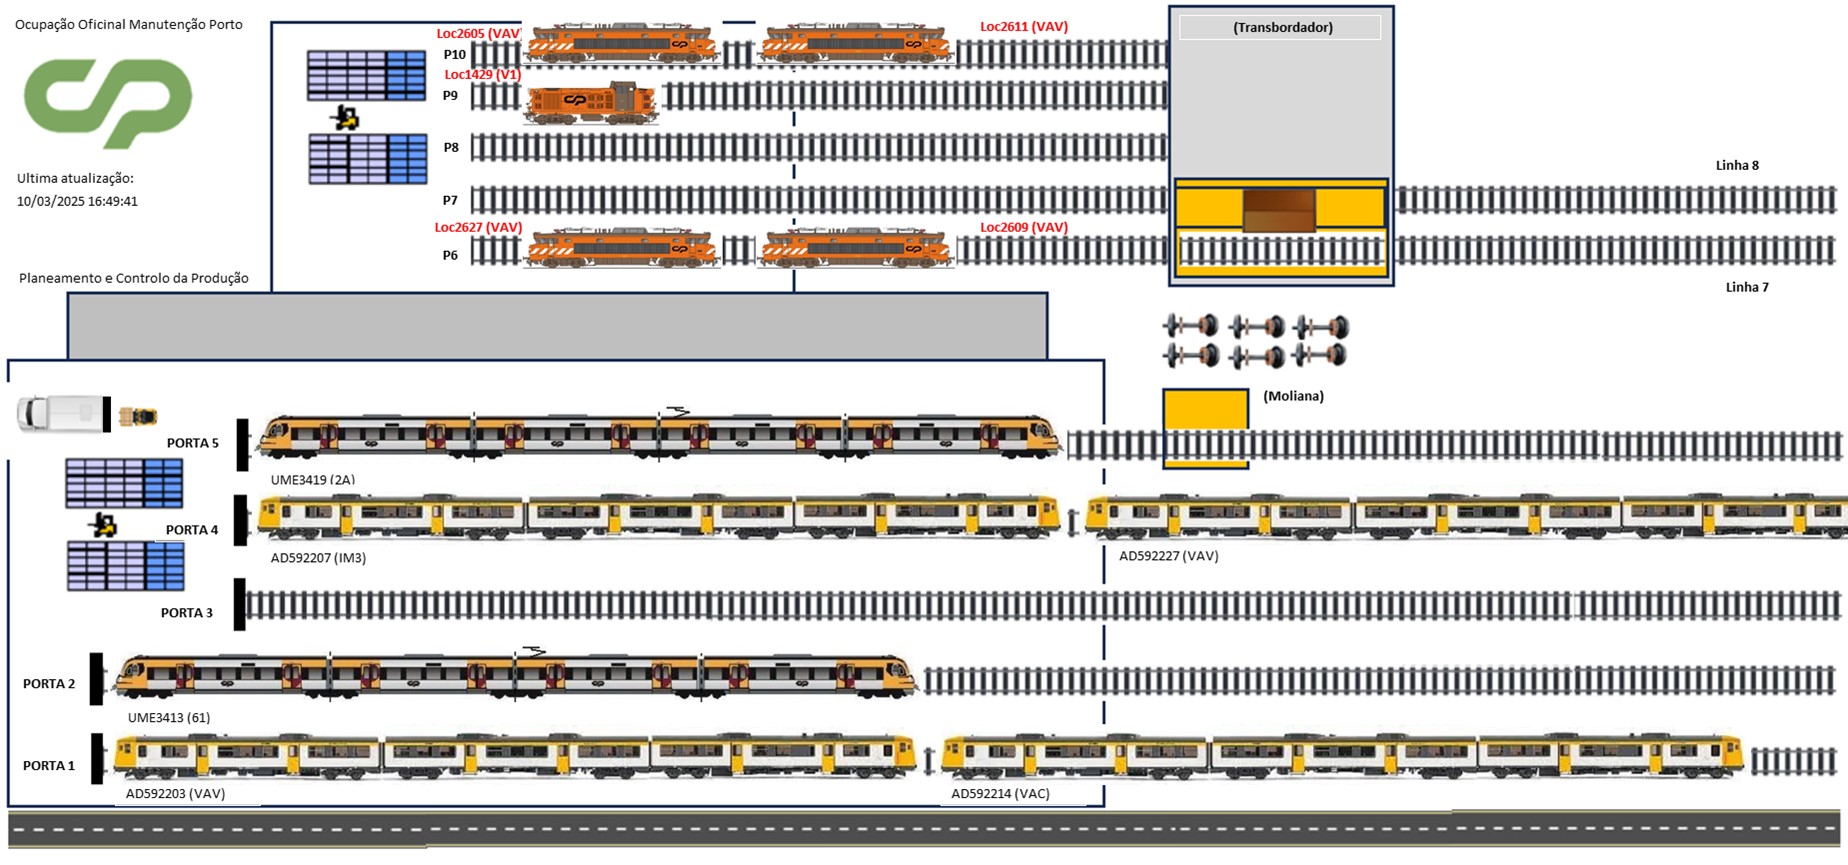 Ocupação Oficinal Manutenção Porto
Ultima atualização:
10/03/2025 16:49:41
Planeamento e Controlo da Produção
Loc2605 (VAV)
Loc2611 (VAV)
P10
Loc1429 (V1)
P9
P8
P7
Loc2627 (VAV)
Loc2609 (VAV)
P6
(Transbordador)
Linha 8
Linha 7
(Moliana)
PORTA 5
UME3419 (2A)
PORTA 4
AD592207 (IM3)
AD592227 (VAV)
PORTA 3
PORTA 2
UME3413 (61)
PORTA 1
AD592203 (VAV)
AD592214 (VAC)